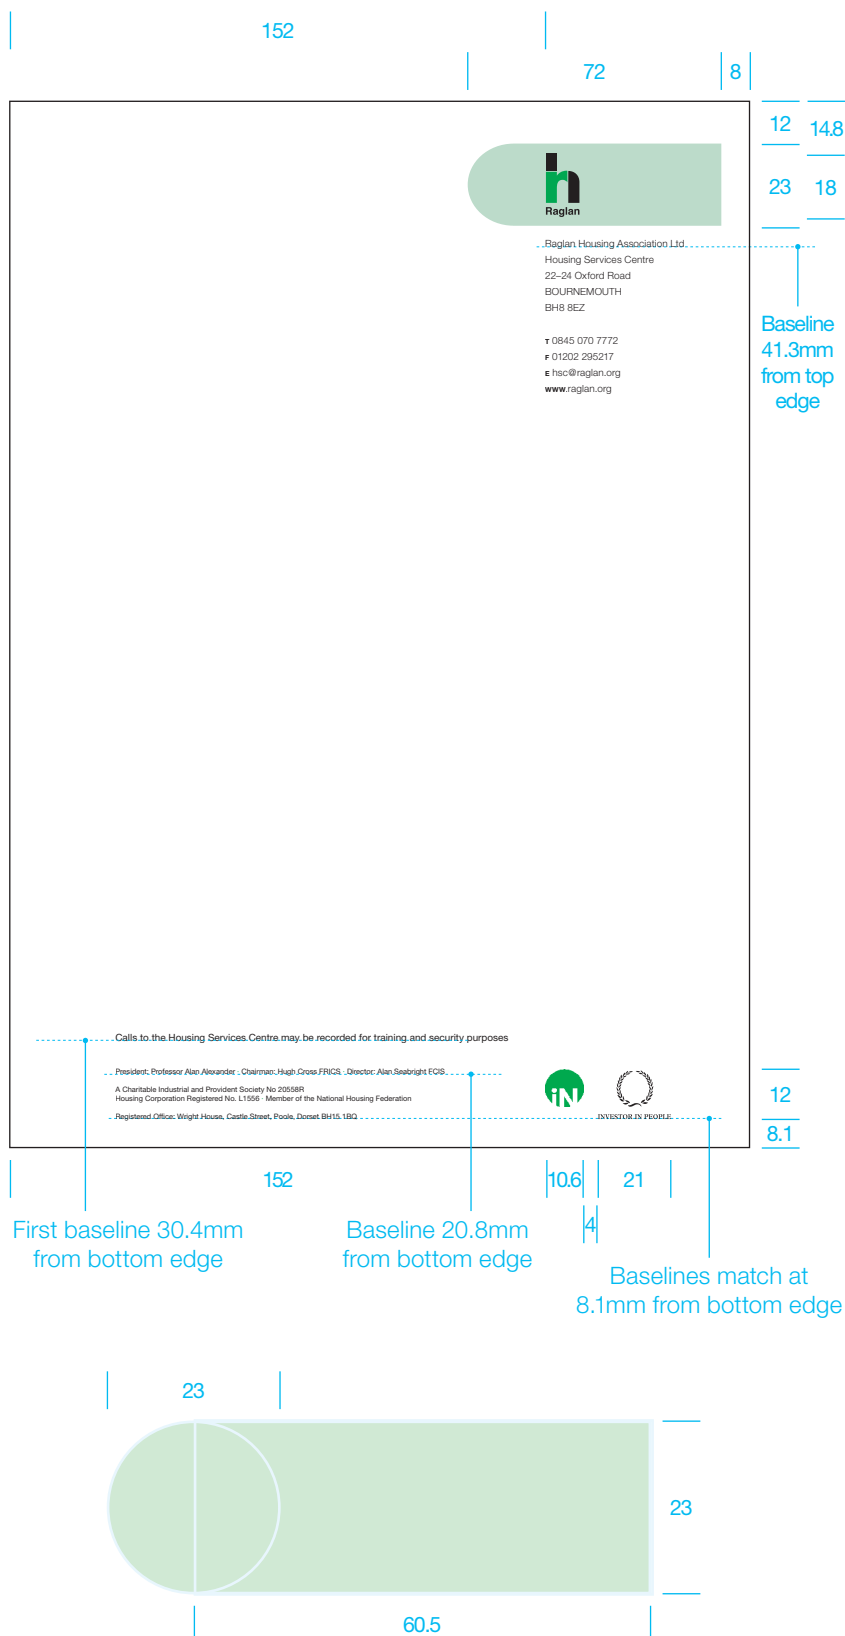 152
72
8
12
14.8
23
18
Raglan
Raglan Housing Association Ltd
Housing Services Centre
22–24 Oxford Road
BOURNEMOUTH
BH8 8EZ
T 0845 070 7772
F 01202 295217
E hsc@raglan.org
www.raglan.org
Baseline
41.3mm
from top
edge
Calls to the Housing Services Centre may be recorded for training and security purposes
President: Professor Alan Alexander · Chairman: Hugh Cross FRICS · Director: Alan Seabright FCIS
A Charitable Industrial and Provident Society No 20558R
Housing Corporation Registered No. L1556 · Member of the National Housing Federation
Registered Office: Wright House, Castle Street, Poole, Dorset BH15 1BQ
iN
INVESTOR IN PEOPLE
12
8.1
152
10.6
21
4
First baseline 30.4mm
from bottom edge
Baseline 20.8mm
from bottom edge
Baselines match at
8.1mm from bottom edge
23
23
60.5